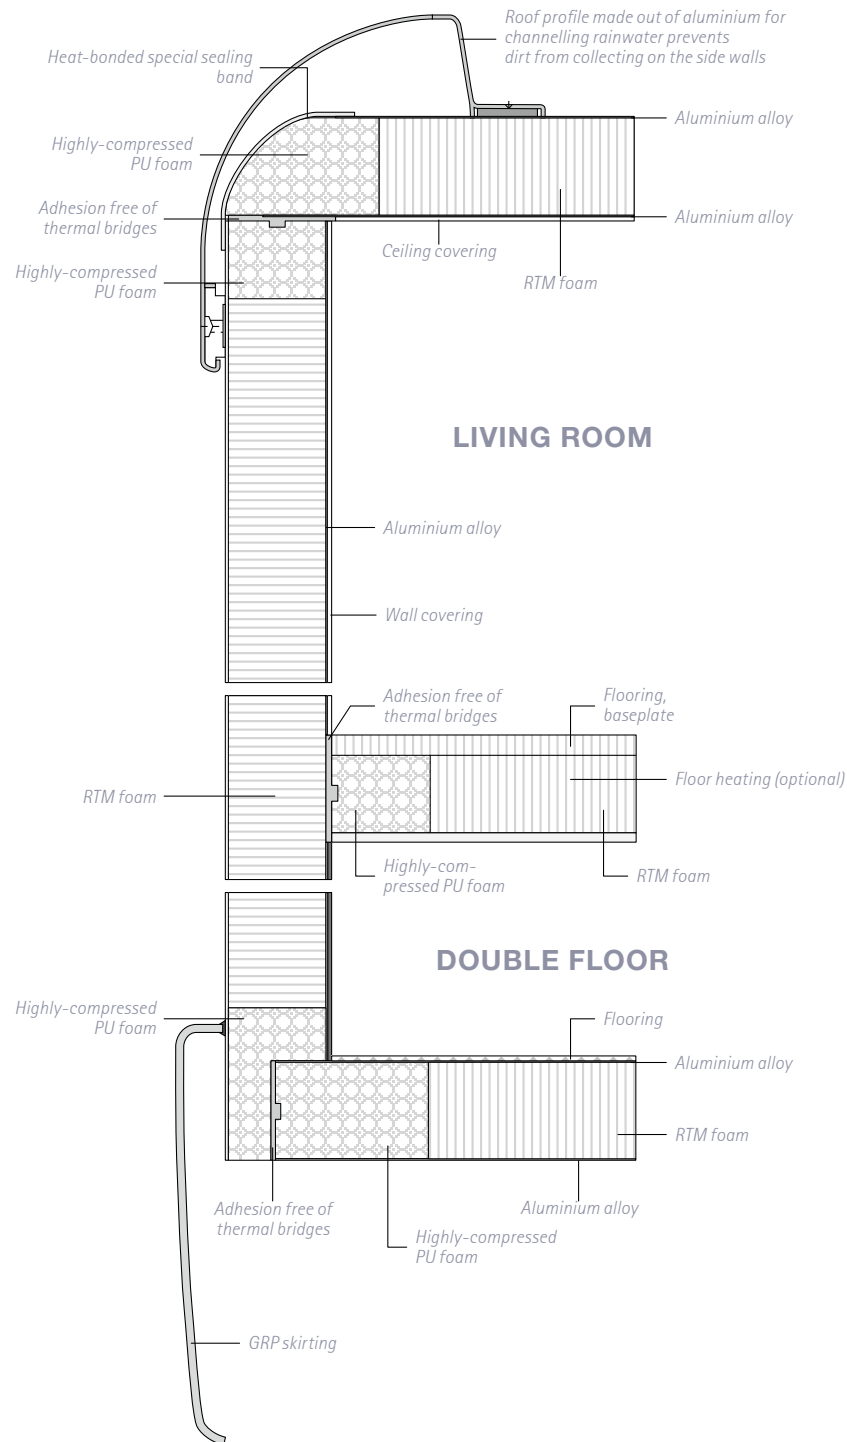 Roof profile made out of aluminium for
channelling rainwater prevents
dirt from collecting on the side walls
Heat-bonded special sealing
band
Aluminium alloy
Highly-compressed
PU foam
Adhesion free of
thermal bridges
Aluminium alloy
Ceiling covering
Highly-compressed
PU foam
RTM foam
LIVING ROOM
Aluminium alloy
Wall covering
Adhesion free of
thermal bridges
Flooring,
baseplate
Floor heating (optional)
RTM foam
Highly-com-
pressed PU foam
RTM foam
DOUBLE FLOOR
Highly-compressed
PU foam
Flooring
Aluminium alloy
RTM foam
Adhesion free of
thermal bridges
Aluminium alloy
Highly-compressed
PU foam
GRP skirting